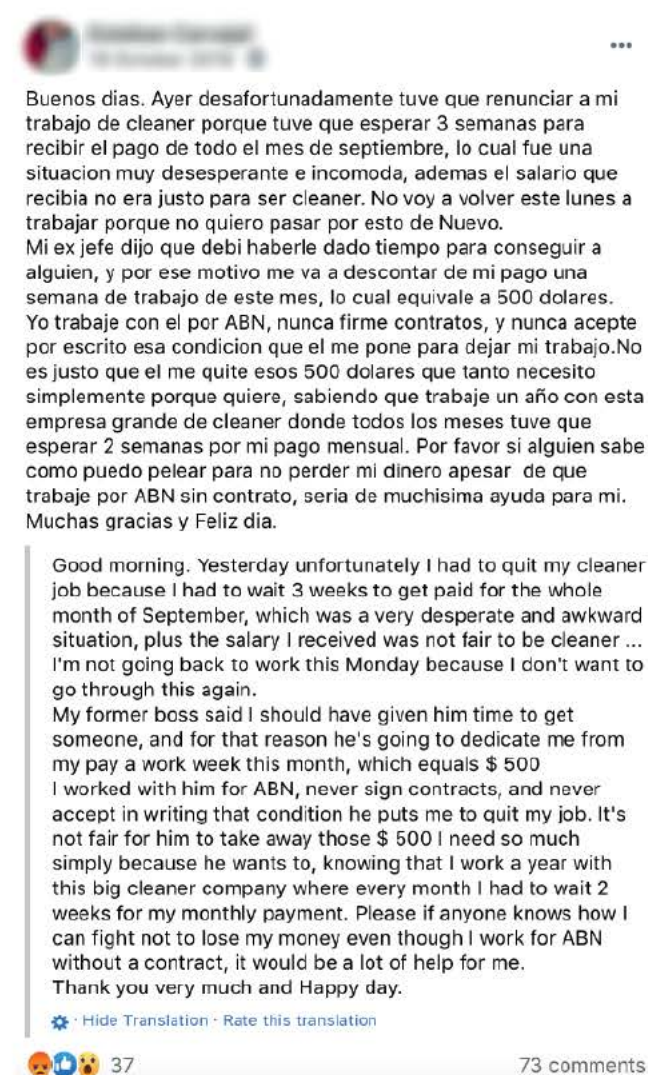 Buenos dias. Ayer desafortunadamente tuve que renunciar a mi
trabajo de cleaner porque tuve que esperar 3 semanas para
recibir el pago de todo el mes de septiembre, lo cual fue una
situacion muy desesperante e incomoda, ademas el salario que
recibia no era justo para ser cleaner. No voy a volver este lunes a
trabajar porque no quiero pasar por esto de Nuevo.
Mi ex jefe dijo que debi haberle dado tiempo para conseguir a
alguien, y por ese motivo me va a descontar de mi pago una
semana de trabajo de este mes, lo cual equivale a 500 dolares.
Yo trabaje con el por ABN, nunca firme contratos, y nunca acepte
por escrito esa condicion que el me pone para dejar mi trabajo.No
es justo que el me quite esos 500 dolares que tanto necesito
simplemente porque quiere, sabiendo que trabaje un año con esta
empresa grande de cleaner donde todos los meses tuve que
esperar 2 semanas por mi pago mensual. Por favor si alguien sabe
como puedo pelear para no perder mi dinero apesar de que
trabaje por ABN sin contrato, seria de muchisima ayuda para mi.
Muchas gracias y Feliz dia.
Good morning. Yesterday unfortunately I had to quit my cleaner
job because I had to wait 3 weeks to get paid for the whole
month of September, which was a very desperate and awkward
situation, plus the salary I received was not fair to be cleaner ...
I'm not going back to work this Monday because I don't want to
go through this again.
My former boss said I should have given him time to get
someone, and for that reason he's going to dedicate me from
my pay a work week this month, which equals $ 500
I worked with him for ABN, never sign contracts, and never
accept in writing that condition he puts me to quit my job. It's
not fair for him to take away those $ 500 I need so much
simply because he wants to, knowing that I work a year with
this big cleaner company where every month I had to wait 2
weeks for my monthly payment. Please if anyone knows how I
can fight not to lose my money even though I work for ABN
without a contract, it would be a lot of help for me.
Thank you very much and Happy day.
· Hide Translation · Rate this translation
37 73 comments